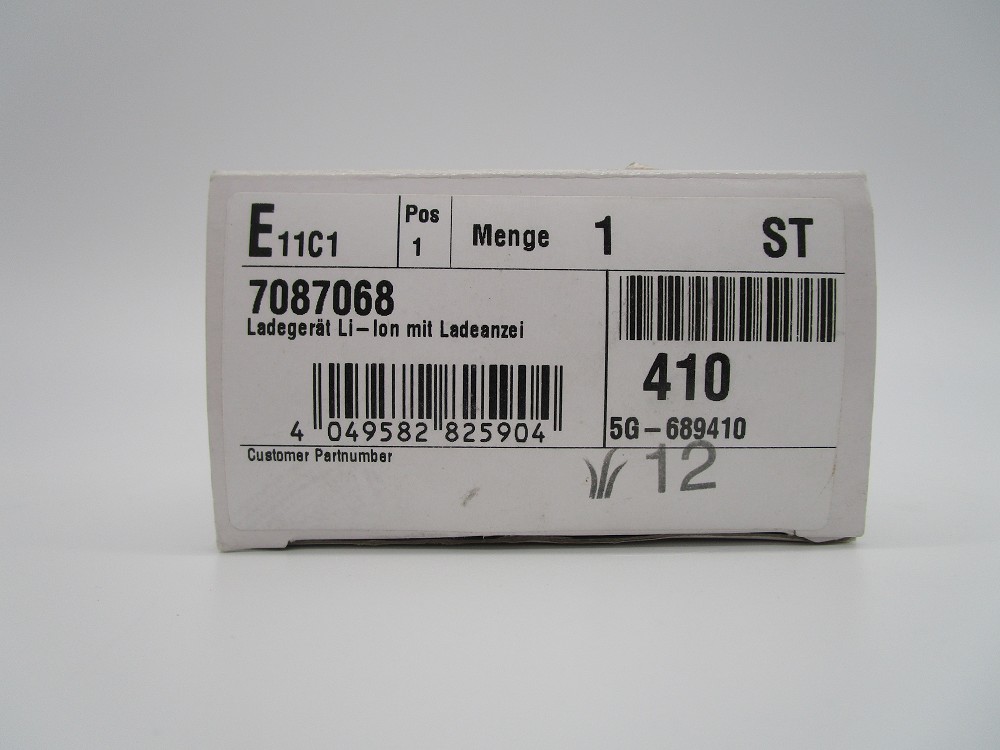 E11C1 Pos 1 Menge 1 ST
7087068
Ladegerät Li-Ion mit Ladeanzei
4 049582 825904
410
5G-689410
Customer Partnumber
12